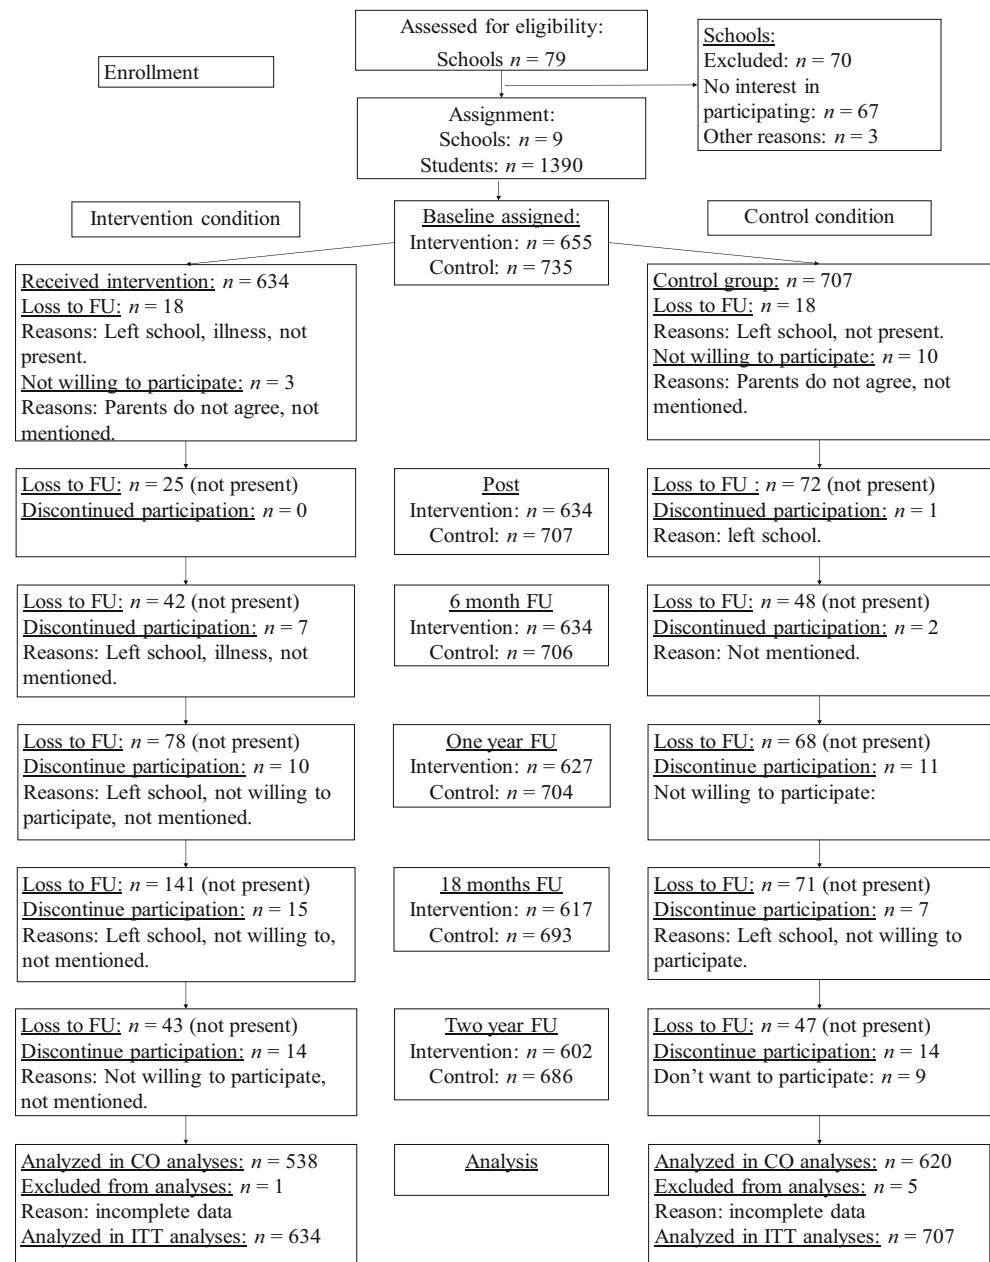 Assessed for eligibility:
Schools n = 79
Schools:
Excluded: n = 70
No interest in
participating: n = 67
Other reasons: n = 3
Enrollment
Assignment:
Schools: n = 9
Students: n = 1390
Intervention condition
Baseline assigned:
Intervention: n = 655
Control: n = 735
Control condition
Received intervention: n = 634
Loss to FU: n = 18
Reasons: Left school, illness, not
present.
Not willing to participate: n = 3
Reasons: Parents do not agree, not
mentioned.
Control group: n = 707
Loss to FU: n = 18
Reasons: Left school, not present.
Not willing to participate: n = 10
Reasons: Parents do not agree, not
mentioned.
Loss to FU: n = 25 (not present)
Discontinued participation: n = 0
Post
Intervention: n = 634
Control: n = 707
Loss to FU : n = 72 (not present)
Discontinued participation: n = 1
Reason: left school.
Loss to FU: n = 42 (not present)
Discontinued participation: n = 7
Reasons: Left school, illness, not
mentioned.
6 month FU
Intervention: n = 634
Control: n = 706
Loss to FU: n = 48 (not present)
Discontinued participation: n = 2
Reason: Not mentioned.
Loss to FU: n = 78 (not present)
Discontinue participation: n = 10
Reasons: Left school, not willing to
participate, not mentioned.
One year FU
Intervention: n = 627
Control: n = 704
Loss to FU: n = 68 (not present)
Discontinue participation: n = 11
Not willing to participate:
Loss to FU: n = 141 (not present)
Discontinue participation: n = 15
Reasons: Left school, not willing to,
not mentioned.
18 months FU
Intervention: n = 617
Control: n = 693
Loss to FU: n = 71 (not present)
Discontinue participation: n = 7
Reasons: Left school, not willing to
participate.
Loss to FU: n = 43 (not present)
Discontinue participation: n = 14
Reasons: Not willing to participate,
not mentioned.
Two year FU
Intervention: n = 602
Control: n = 686
Loss to FU: n = 47 (not present)
Discontinue participation: n = 14
Don't want to participate: n = 9
Analyzed in CO analyses: n = 538
Excluded from analyses: n = 1
Reason: incomplete data
Analyzed in ITT analyses: n = 634
Analysis
Analyzed in CO analyses: n = 620
Excluded from analyses: n = 5
Reason: incomplete data
Analyzed in ITT analyses: n = 707